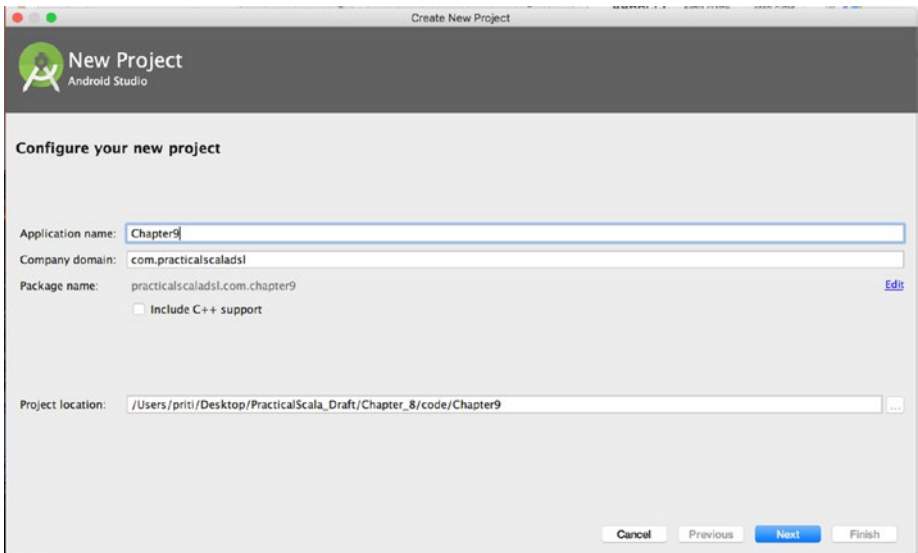 Create New Project
New Project
Android Studio
Configure your new project
Application name: Chapter9
Company domain: com.practicalscaladsl
Package name: practicalscaladsl.com.chapter9 Edit
Include C++ support
Project location: /Users/priti/Desktop/PracticalScala_Draft/Chapter_8/code/Chapter9 ...
Cancel Previous Next Finish